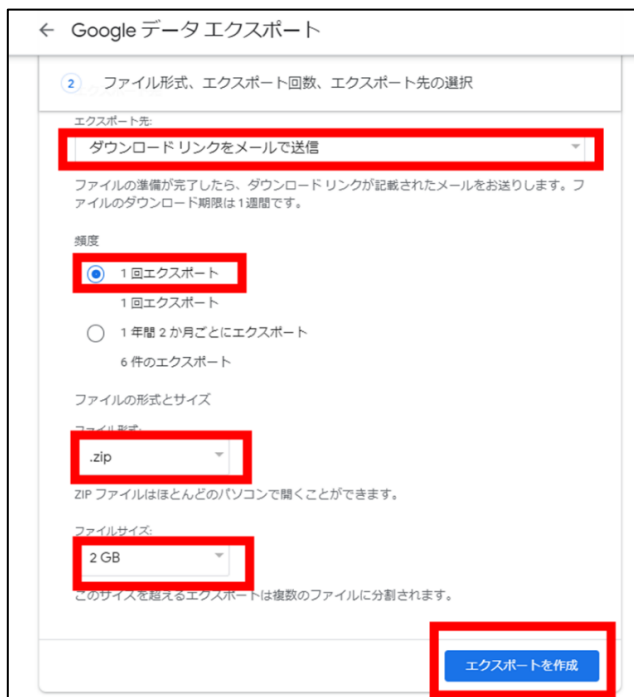 ← Google データ エクスポート
2 ファイル形式、エクスポート回数、エクスポート先の選択
エクスポート先:
ダウンロード リンクをメールで送信
ファイルの準備が完了したら、ダウンロード リンクが記載されたメールをお送りします。フ
ァイルのダウンロード期限は 1 週間です。
頻度
1 回エクスポート
1 回エクスポート
1 年間 2 か月ごとにエクスポート
6 件のエクスポート
ファイルの形式とサイズ
ファイル形式:
.zip
ZIP ファイルはほとんどのパソコンで開くことができます。
ファイルサイズ:
2 GB
このサイズを超えるエクスポートは複数のファイルに分割されます。
エクスポートを作成